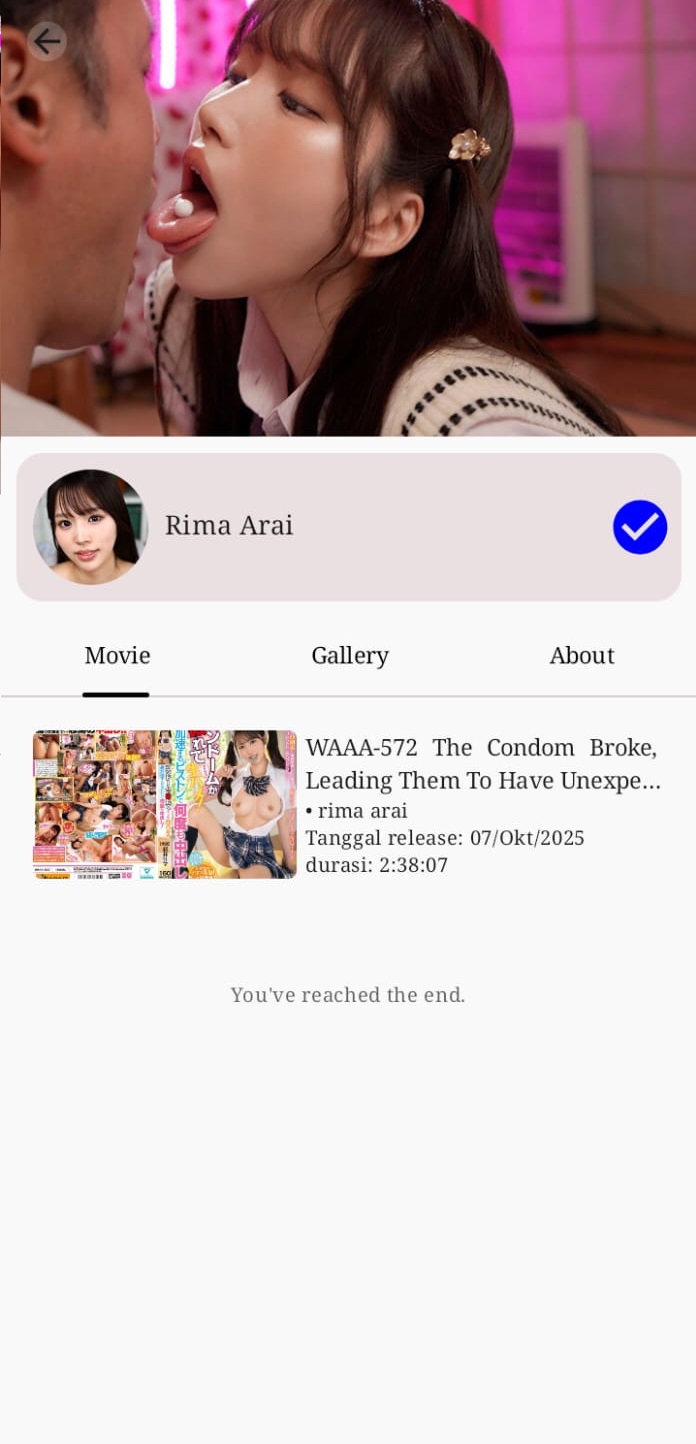 Rima Arai
Movie
Gallery
About
WAAA-572 The Condom Broke,
Leading Them To Have Unexpe...
• rima arai
Tanggal release: 07/Okt/2025
durasi: 2:38:07
You've reached the end.